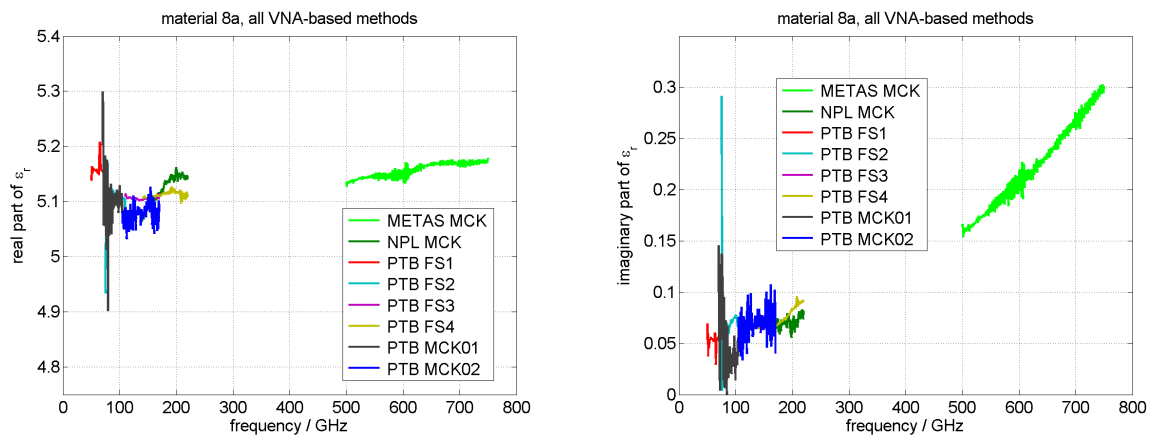 material 8a, all VNA-based methods
5.4
5.3
5.2
5.1
5
4.9
4.8
real part of εr
METAS MCK
NPL MCK
PTB FS1
PTB FS2
PTB FS3
PTB FS4
PTB MCK01
PTB MCK02
0 100 200 300 400 500 600 700 800
frequency / GHz
material 8a, all VNA-based methods
0.3
0.25
0.2
0.15
0.1
0.05
0
imaginary part of εr
METAS MCK
NPL MCK
PTB FS1
PTB FS2
PTB FS3
PTB FS4
PTB MCK01
PTB MCK02
0 100 200 300 400 500 600 700 800
frequency / GHz